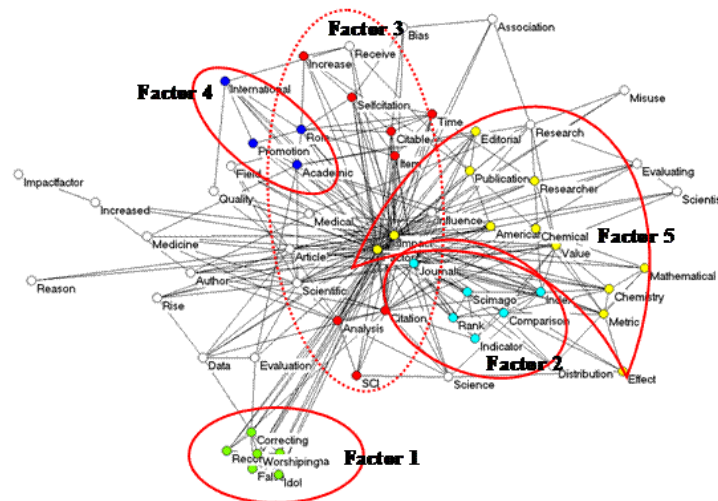 Factor 3
Bias
Association
Receive
Increase
International
Factor 4
Selfcitation
Time
Misuse
Citable
Editorial
Research
Promotion
Item
Field
Academic
Publication
Researcher
Evaluating
Impactfactor
Quality
Scientis
Increased
Medical
Influence
America
Chemical
Factor 5
Medicine
Impact
Value
Article
Journals
Mathematical
Reason
Author
Scientific
Scimago
Index
Chemistry
Rise
Citation
Rank
Comparison
Metric
Analysis
Indicator
Data
Evaluation
Factor 2
SCI
Science
Distribution
Effect
Correcting
Worshiping
Factor 1
Idol